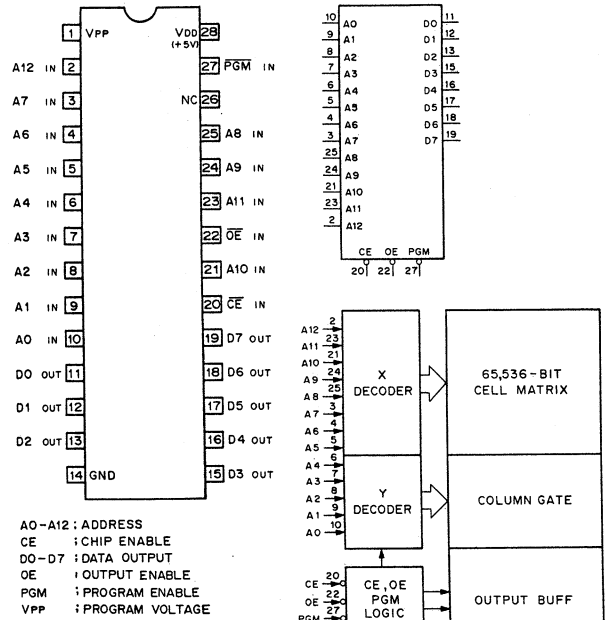 1 VPP VDD 28
(+5V)
A12 IN 2 27 PGM IN
A7 IN 3 NC 26
A6 IN 4 25 A8 IN
A5 IN 5 24 A9 IN
A4 IN 6 23 A11 IN
A3 IN 7 22 OE IN
A2 IN 8 21 A10 IN
A1 IN 9 20 CE IN
A0 IN 10 19 D7 OUT
D0 OUT 11 18 D6 OUT
D1 OUT 12 17 D5 OUT
D2 OUT 13 16 D4 OUT
14 GND 15 D3 OUT
A0-A12 ; ADDRESS
CE ; CHIP ENABLE
D0-D7 ; DATA OUTPUT
OE ; OUTPUT ENABLE
PGM ; PROGRAM ENABLE
VPP ; PROGRAM VOLTAGE
10 A0 D0 11
9 A1 D1 12
8 A2 D2 13
7 A3 D3 15
6 A4 D4 16
5 A5 D5 17
4 A6 D6 18
3 A7 D7 19
25 A8
24 A9
21 A10
23 A11
2 A12
CE OE PGM
20 22 27
A12 2
A11 23
A10 21
A9 24
A8 25
A7 3
A6 4
A5 5
A4 6
A3 7
A2 8
A1 9
A0 10
X
DECODER
65,536-BIT
CELL MATRIX
Y
DECODER
COLUMN GATE
CE 20
OE 22
PGM 27
CE,OE
PGM
LOGIC
OUTPUT BUFF